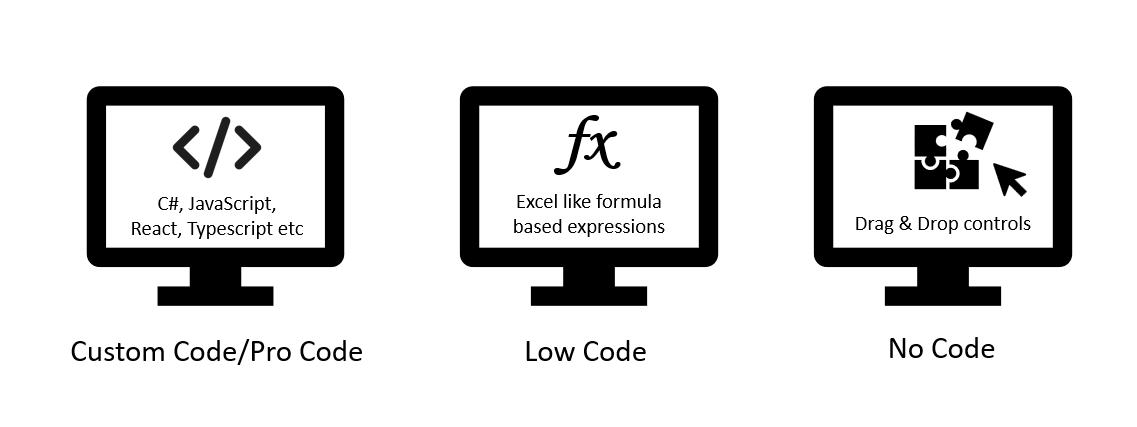 </>
C#, JavaScript,
React, Typescript etc
Custom Code/Pro Code
fx
Excel like formula
based expressions
Low Code
Drag & Drop controls
No Code